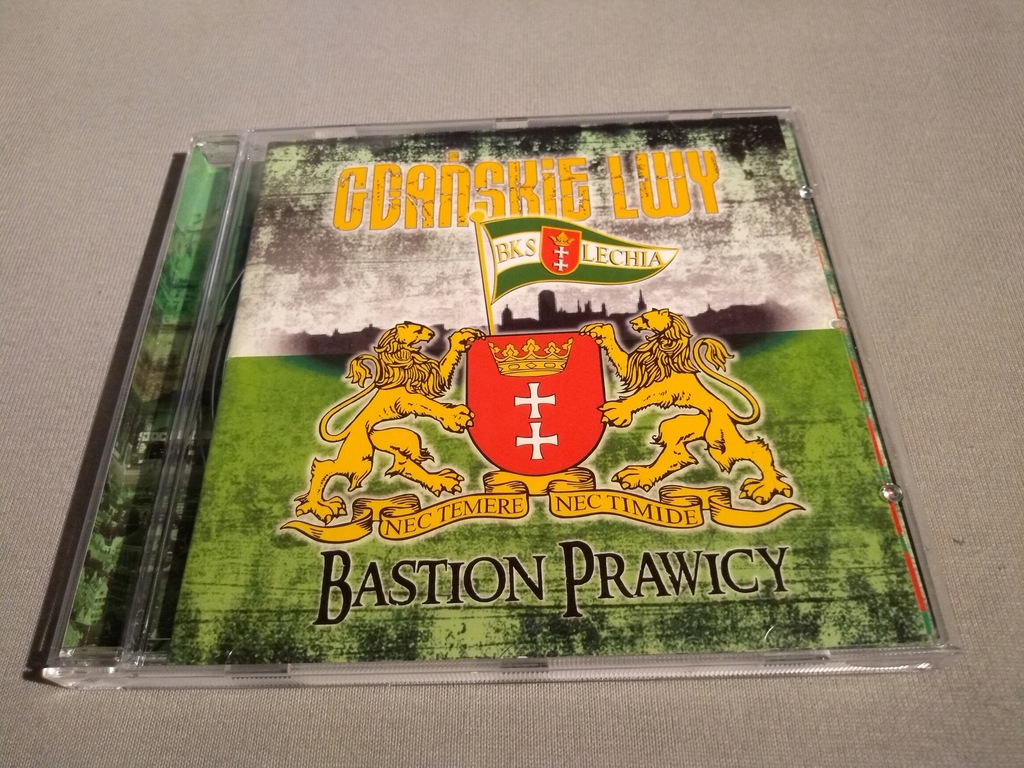 GDAŃSKIE LWY
BKS LECHIA
NEC TEMERE NEC TIMIDE
BASTION PRAWICY